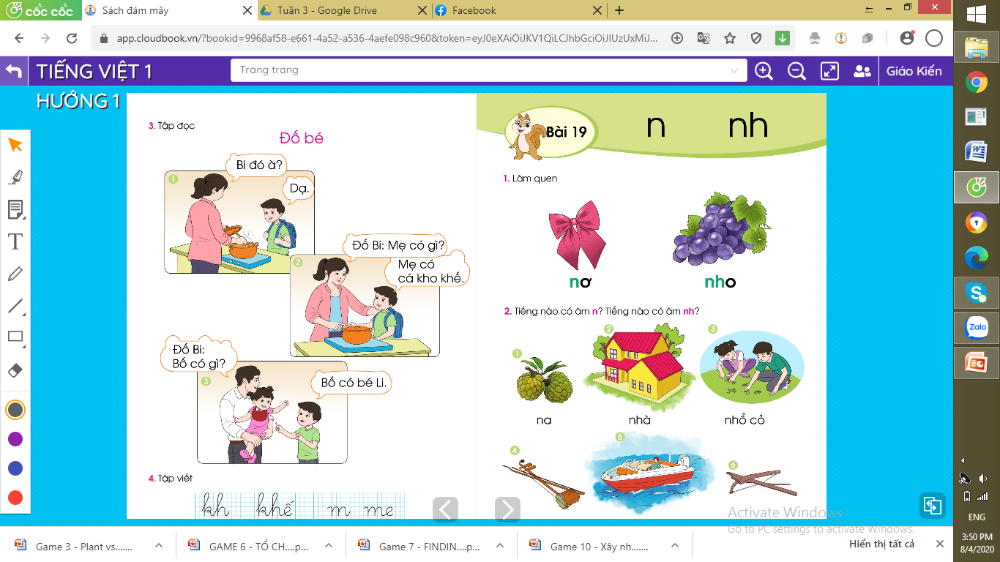 cốc cốc
Sách đám mây
Tuần 3 - Google Drive
Facebook
app.cloudbook.vn/?bookid=9968af58-e661-4a52-a536-4aefe098c960&token=eyJ0eXAiOiJKV1QiLCJhbGciOiJIUzUxMiJ...
TIẾNG VIỆT 1
Trang trang
Giáo Kiến
HƯỚNG 1
3. Tập đọc
Đố bé
1
Bi đó à?
Dạ.
2
Đố Bi: Mẹ có gì?
Mẹ có
cá kho khế.
Đố Bi:
Bố có gì?
3
Bố có bé Li.
4. Tập viết
kh khế m me
Bài 19
n nh
1. Làm quen
nơ nho
2. Tiếng nào có âm n? Tiếng nào có âm nh?
1 2 3
na nhà nhổ cỏ
4 5 6
T
Activate Windows
Go to PC settings to activate Windows.
Game 3 - Plant vs.......
GAME 6 - TỔ CH....p...
Game 7 - FINDIN....p...
Game 10 - Xây nh.......
Hiển thị tất cả
Zalo
ENG
3:50 PM
8/4/2020